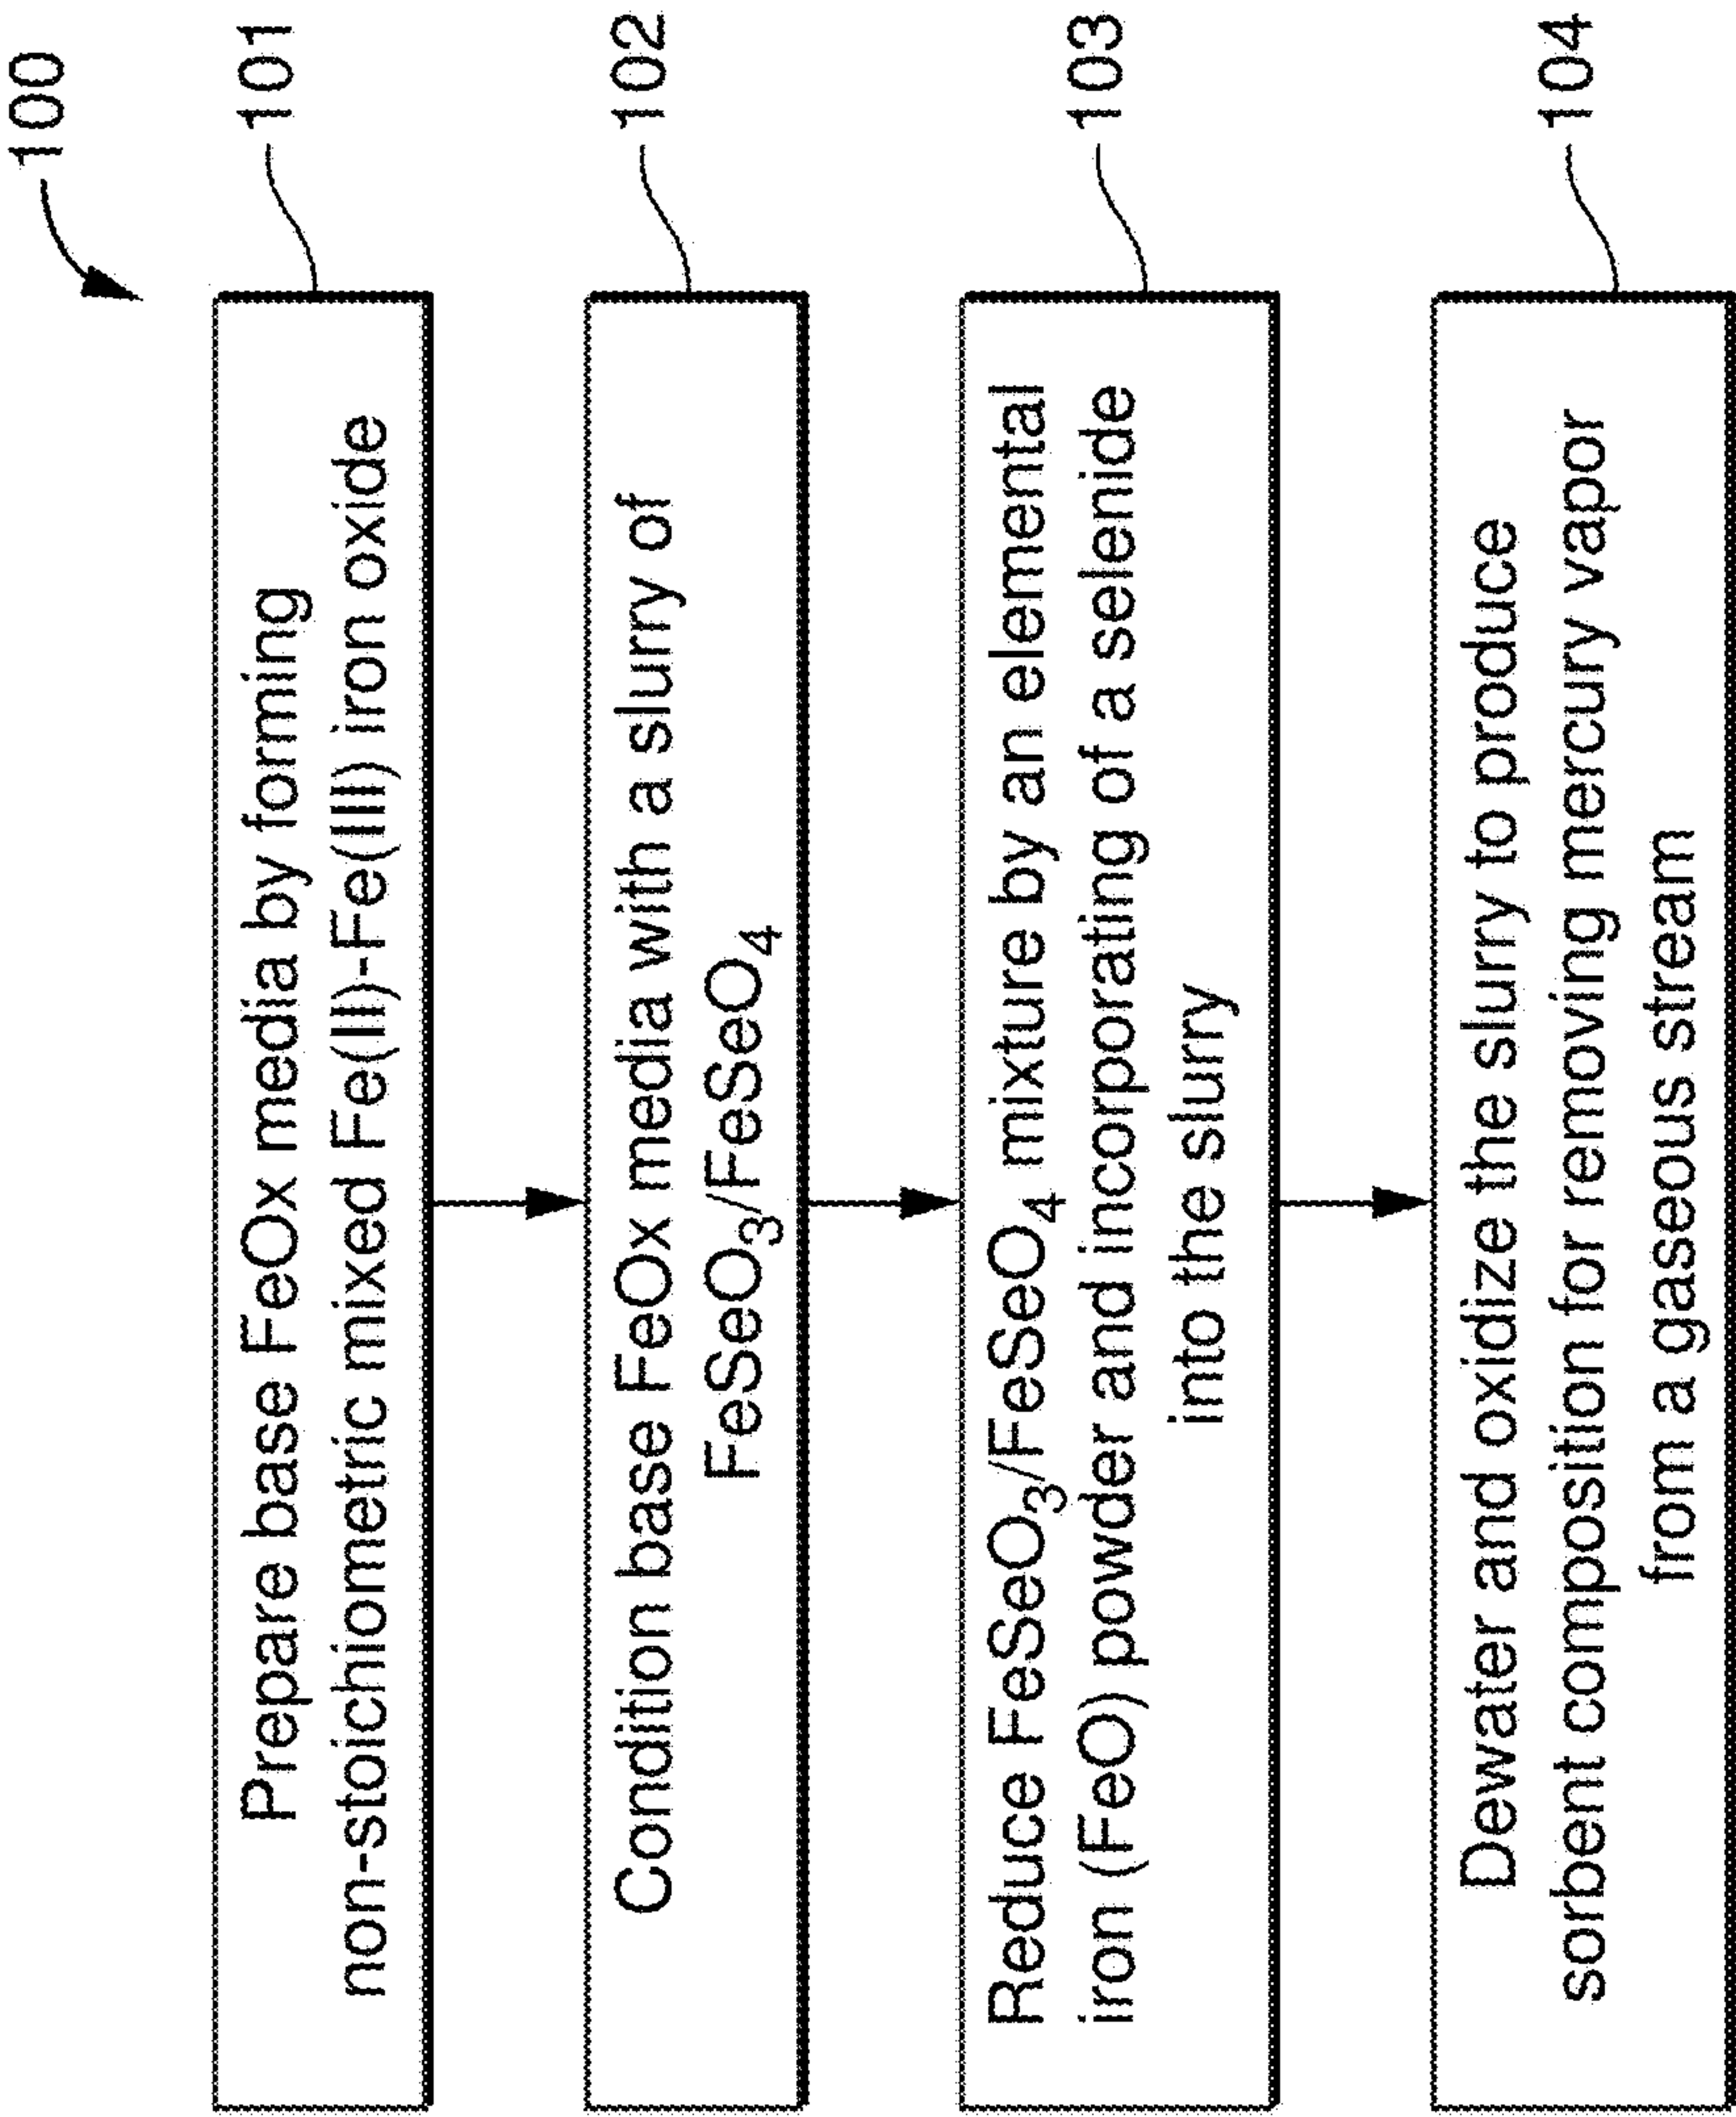 100
Prepare base FeOx media by forming
non-stoichiometric mixed Fe(II)-Fe(III) iron oxide
101
Condition base FeOx media with a slurry of
FeSeO₃/FeSeO₄
102
Reduce FeSeO₃/FeSeO₄ mixture by an elemental
iron (FeO) powder and incorporating of a selenide
into the slurry
103
Dewater and oxidize the slurry to produce
sorbent composition for removing mercury vapor
from a gaseous stream
104